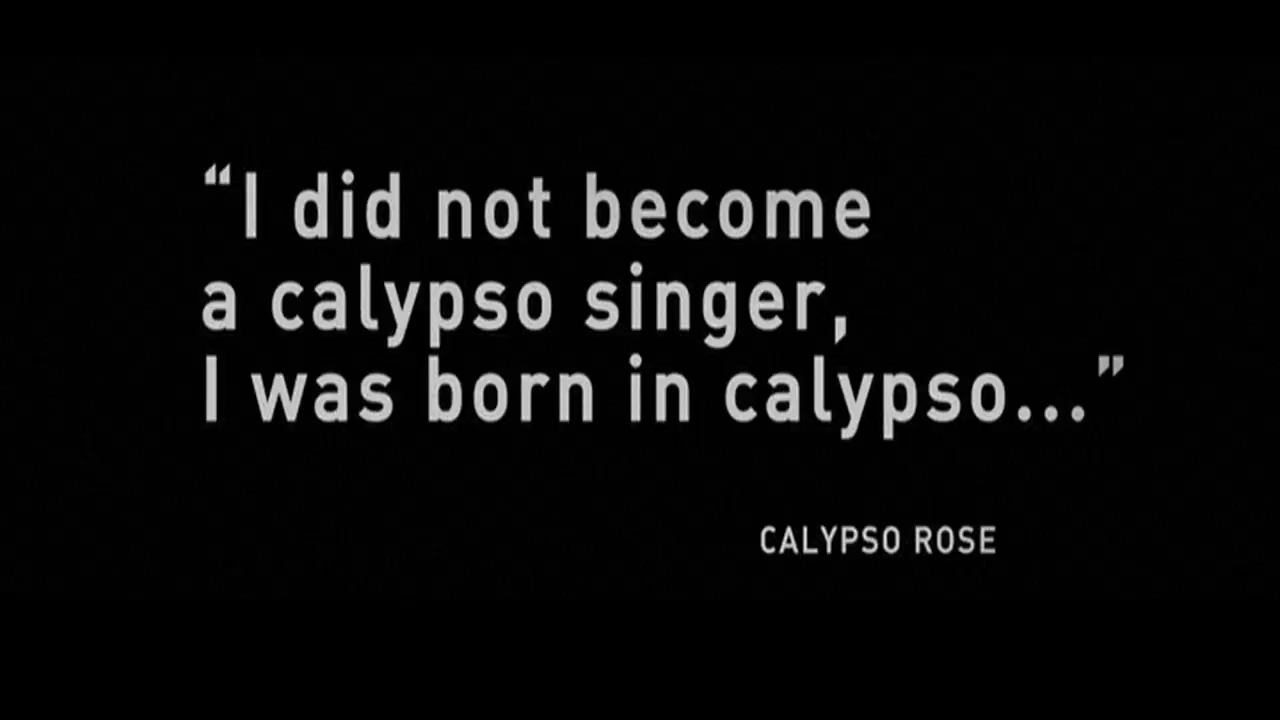 “I did not become
a calypso singer,
I was born in calypso...”
CALYPSO ROSE